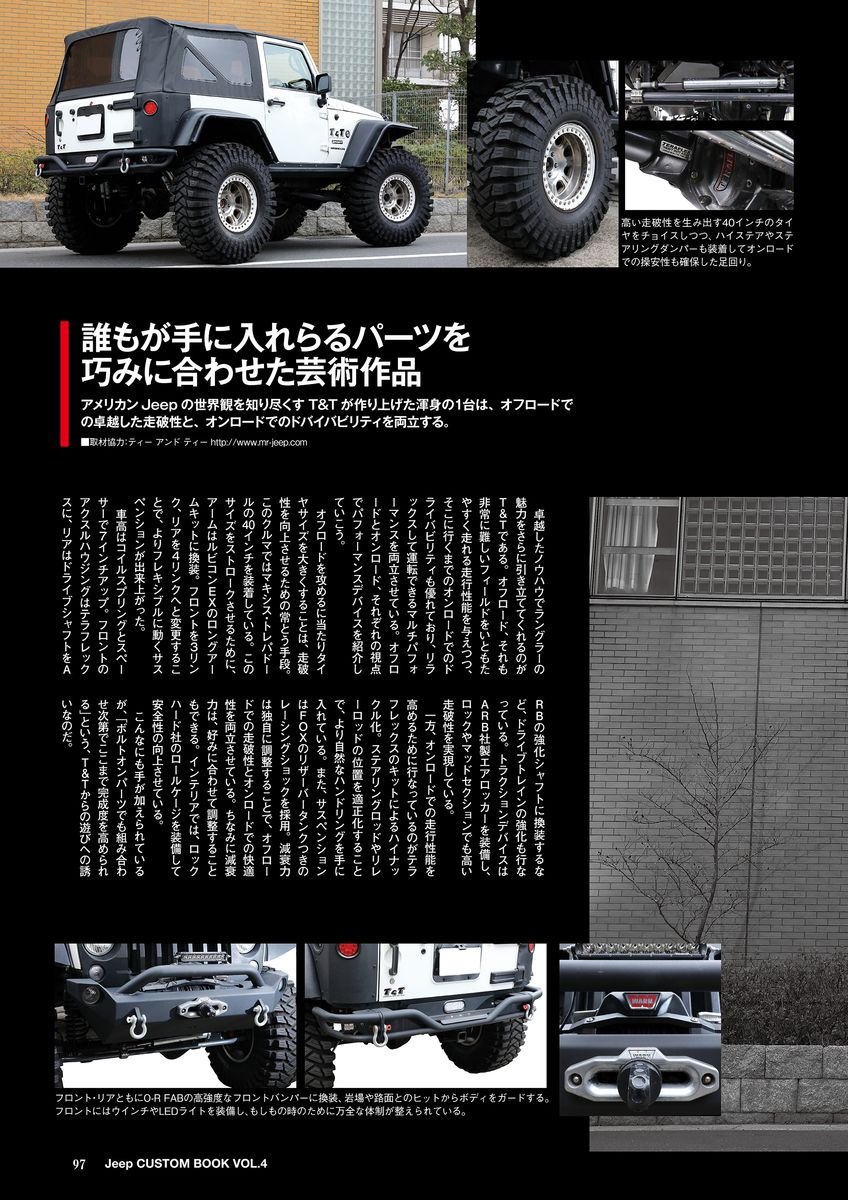 T&T
高い走破性を生み出す40インチのタイ
ヤをチョイスしつつ、ハイステアやステ
アリングダンパーも装着してオンロード
での操安性も確保した足回り。
誰もが手に入れらるパーツを
巧みに合わせた芸術作品
アメリカン Jeep の世界観を知り尽くす T&T が作り上げた渾身の1台は、オフロードで
の卓越した走破性と、オンロードでのドバイバビリティを両立する。
■取材協力：ティー アンド ティー http://www.mr-jeep.com
卓越したノウハウでラングラーの
魅力をさらに引き立ててくれるのが
T&Tである。オフロード、それも
非常に難しいフィールドをいともた
やすく走れる走行性能を与えつつ、
そこに行くまでのオンロードでのド
ライバビリティも優れており、リラ
ックスして運転できるマルチパフォ
ーマンスを両立させている。オフロ
ードとオンロード、それぞれの視点
でパフォーマンスデバイスを紹介し
ていこう。
オフロードを攻めるに当たりタイ
ヤサイズを大きくすることは、走破
性を向上させるための常とう手段。
このクルマではマキシストレパドー
ルの40インチを装着している。この
サイズをストロークさせるために、
アームはルビコンEXのロングアー
ムキットに換装。フロントを3リン
ク、リアを4リンクへと変更するこ
とで、よりフレキシブルに動くサス
ペンションが出来上がった。
車高はコイルスプリングとスペー
サーで7インチアップ。フロントの
アクスルハウジングはテラフレック
スに、リアはドライブシャフトをA
RBの強化シャフトに換装するな
ど、ドライブトレインの強化も行な
っている。トラクションデバイスは
ARB社製エアロッカーを装備し、
ロックやマッドセクションでも高い
走破性を実現している。
一方、オンロードでの走行性能を
高めるために行なっているのがテラ
フレックスのキットによるハイナッ
クル化。ステアリングロッドやリレ
ーロッドの位置を適正化すること
で、より自然なハンドリングを手に
入れている。また、サスペンション
はFOXのリザーバータンクつきの
レーシングショックを採用。減衰力
は独自に調整することで、オフロー
ドでの走破性とオンロードでの快適
性を両立させている。ちなみに減衰
力は、好みに合わせて調整すること
もできる。インテリアでは、ロック
ハード社のロールケージを装備して
安全性の向上させている。
こんなにも手が加えられている
が、「ボルトオンパーツでも組み合わ
せ次第でここまで完成度を高められ
る」という、T&Tからの遊びへの誘
いなのだ。
T&T
WARN
WARN
フロント・リアともにO-R FABの高強度なフロントバンパーに換装、岩場や路面とのヒットからボディをガードする。
フロントにはウインチやLEDライトを装備し、もしもの時のために万全な体制が整えられている。
97 Jeep CUSTOM BOOK VOL.4